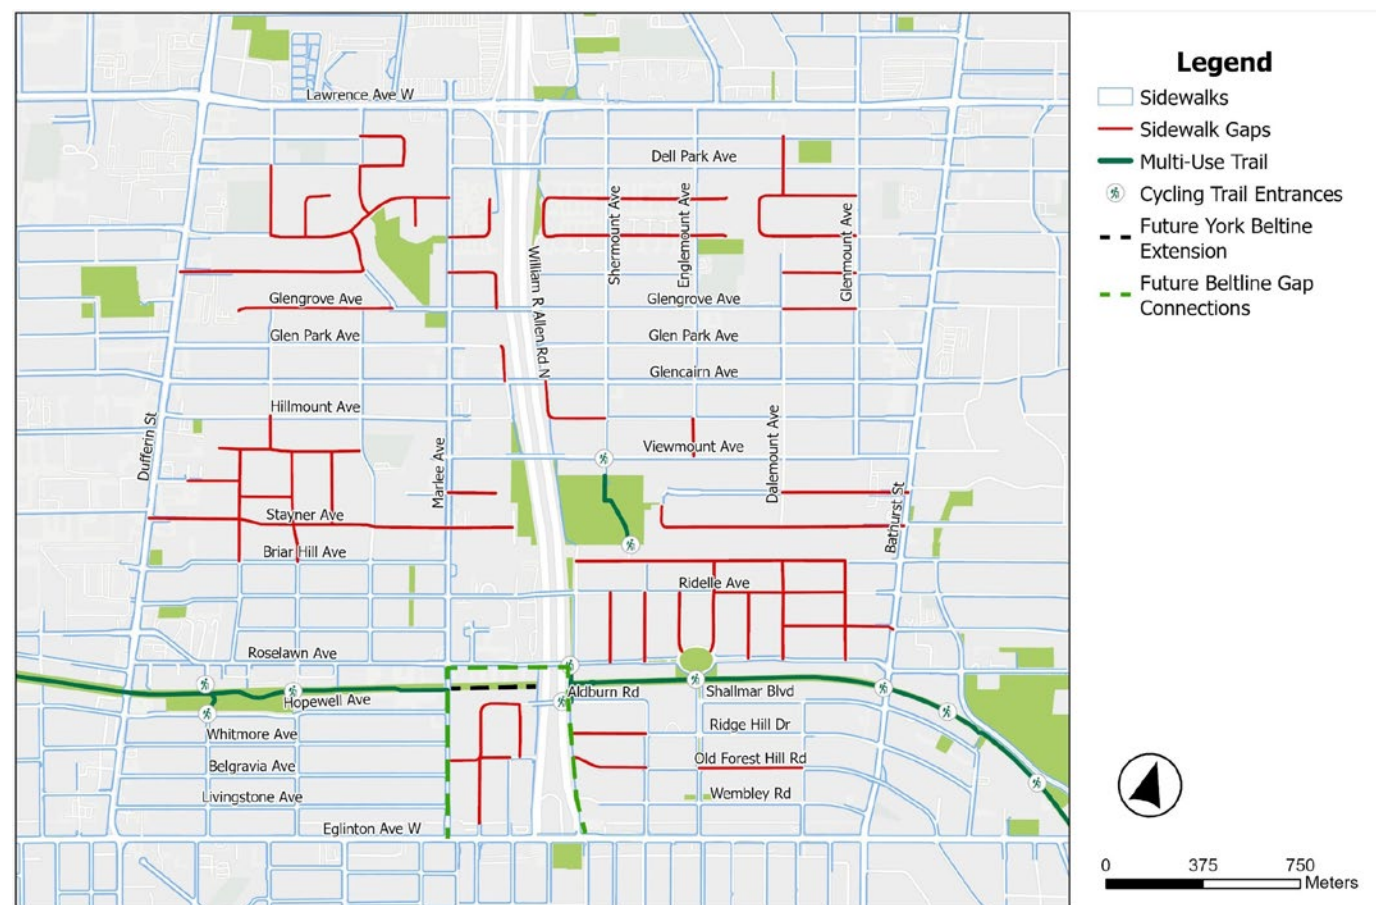 Legend
Sidewalks
Sidewalk Gaps
Multi-Use Trail
Cycling Trail Entrances
Future York Beltine
Extension
Future Beltline Gap
Connections
0 375 750
Meters
Lawrence Ave W
Dell Park Ave
Shermount Ave
Englemount Ave
Glenmount Ave
William R Allen Rd N
Glengrove Ave
Glengrove Ave
Glen Park Ave
Glen Park Ave
Glencairn Ave
Hillmount Ave
Dufferin St
Marlee Ave
Viewmount Ave
Dalemount Ave
Bathurst St
Stayner Ave
Briar Hill Ave
Ridelle Ave
Roselawn Ave
Hopewell Ave
Aldburn Rd
Shallmar Blvd
Whitmore Ave
Ridge Hill Dr
Belgravia Ave
Old Forest Hill Rd
Livingstone Ave
Wembley Rd
Eglinton Ave W